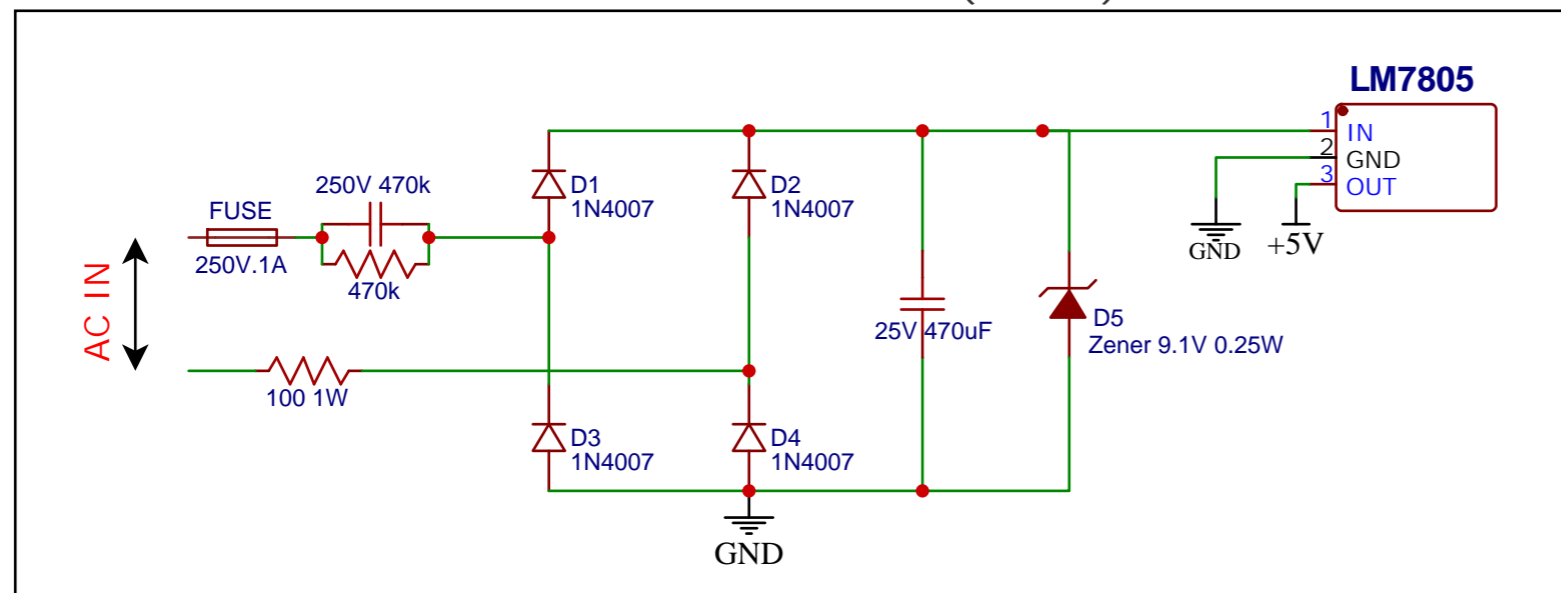 LM7805
1 IN
2 GND
3 OUT
GND
+5V
250V 470k
FUSE
250V.1A
470k
AC IN
100 1W
D1
1N4007
D2
1N4007
D3
1N4007
D4
1N4007
25V 470uF
D5
Zener 9.1V 0.25W
GND